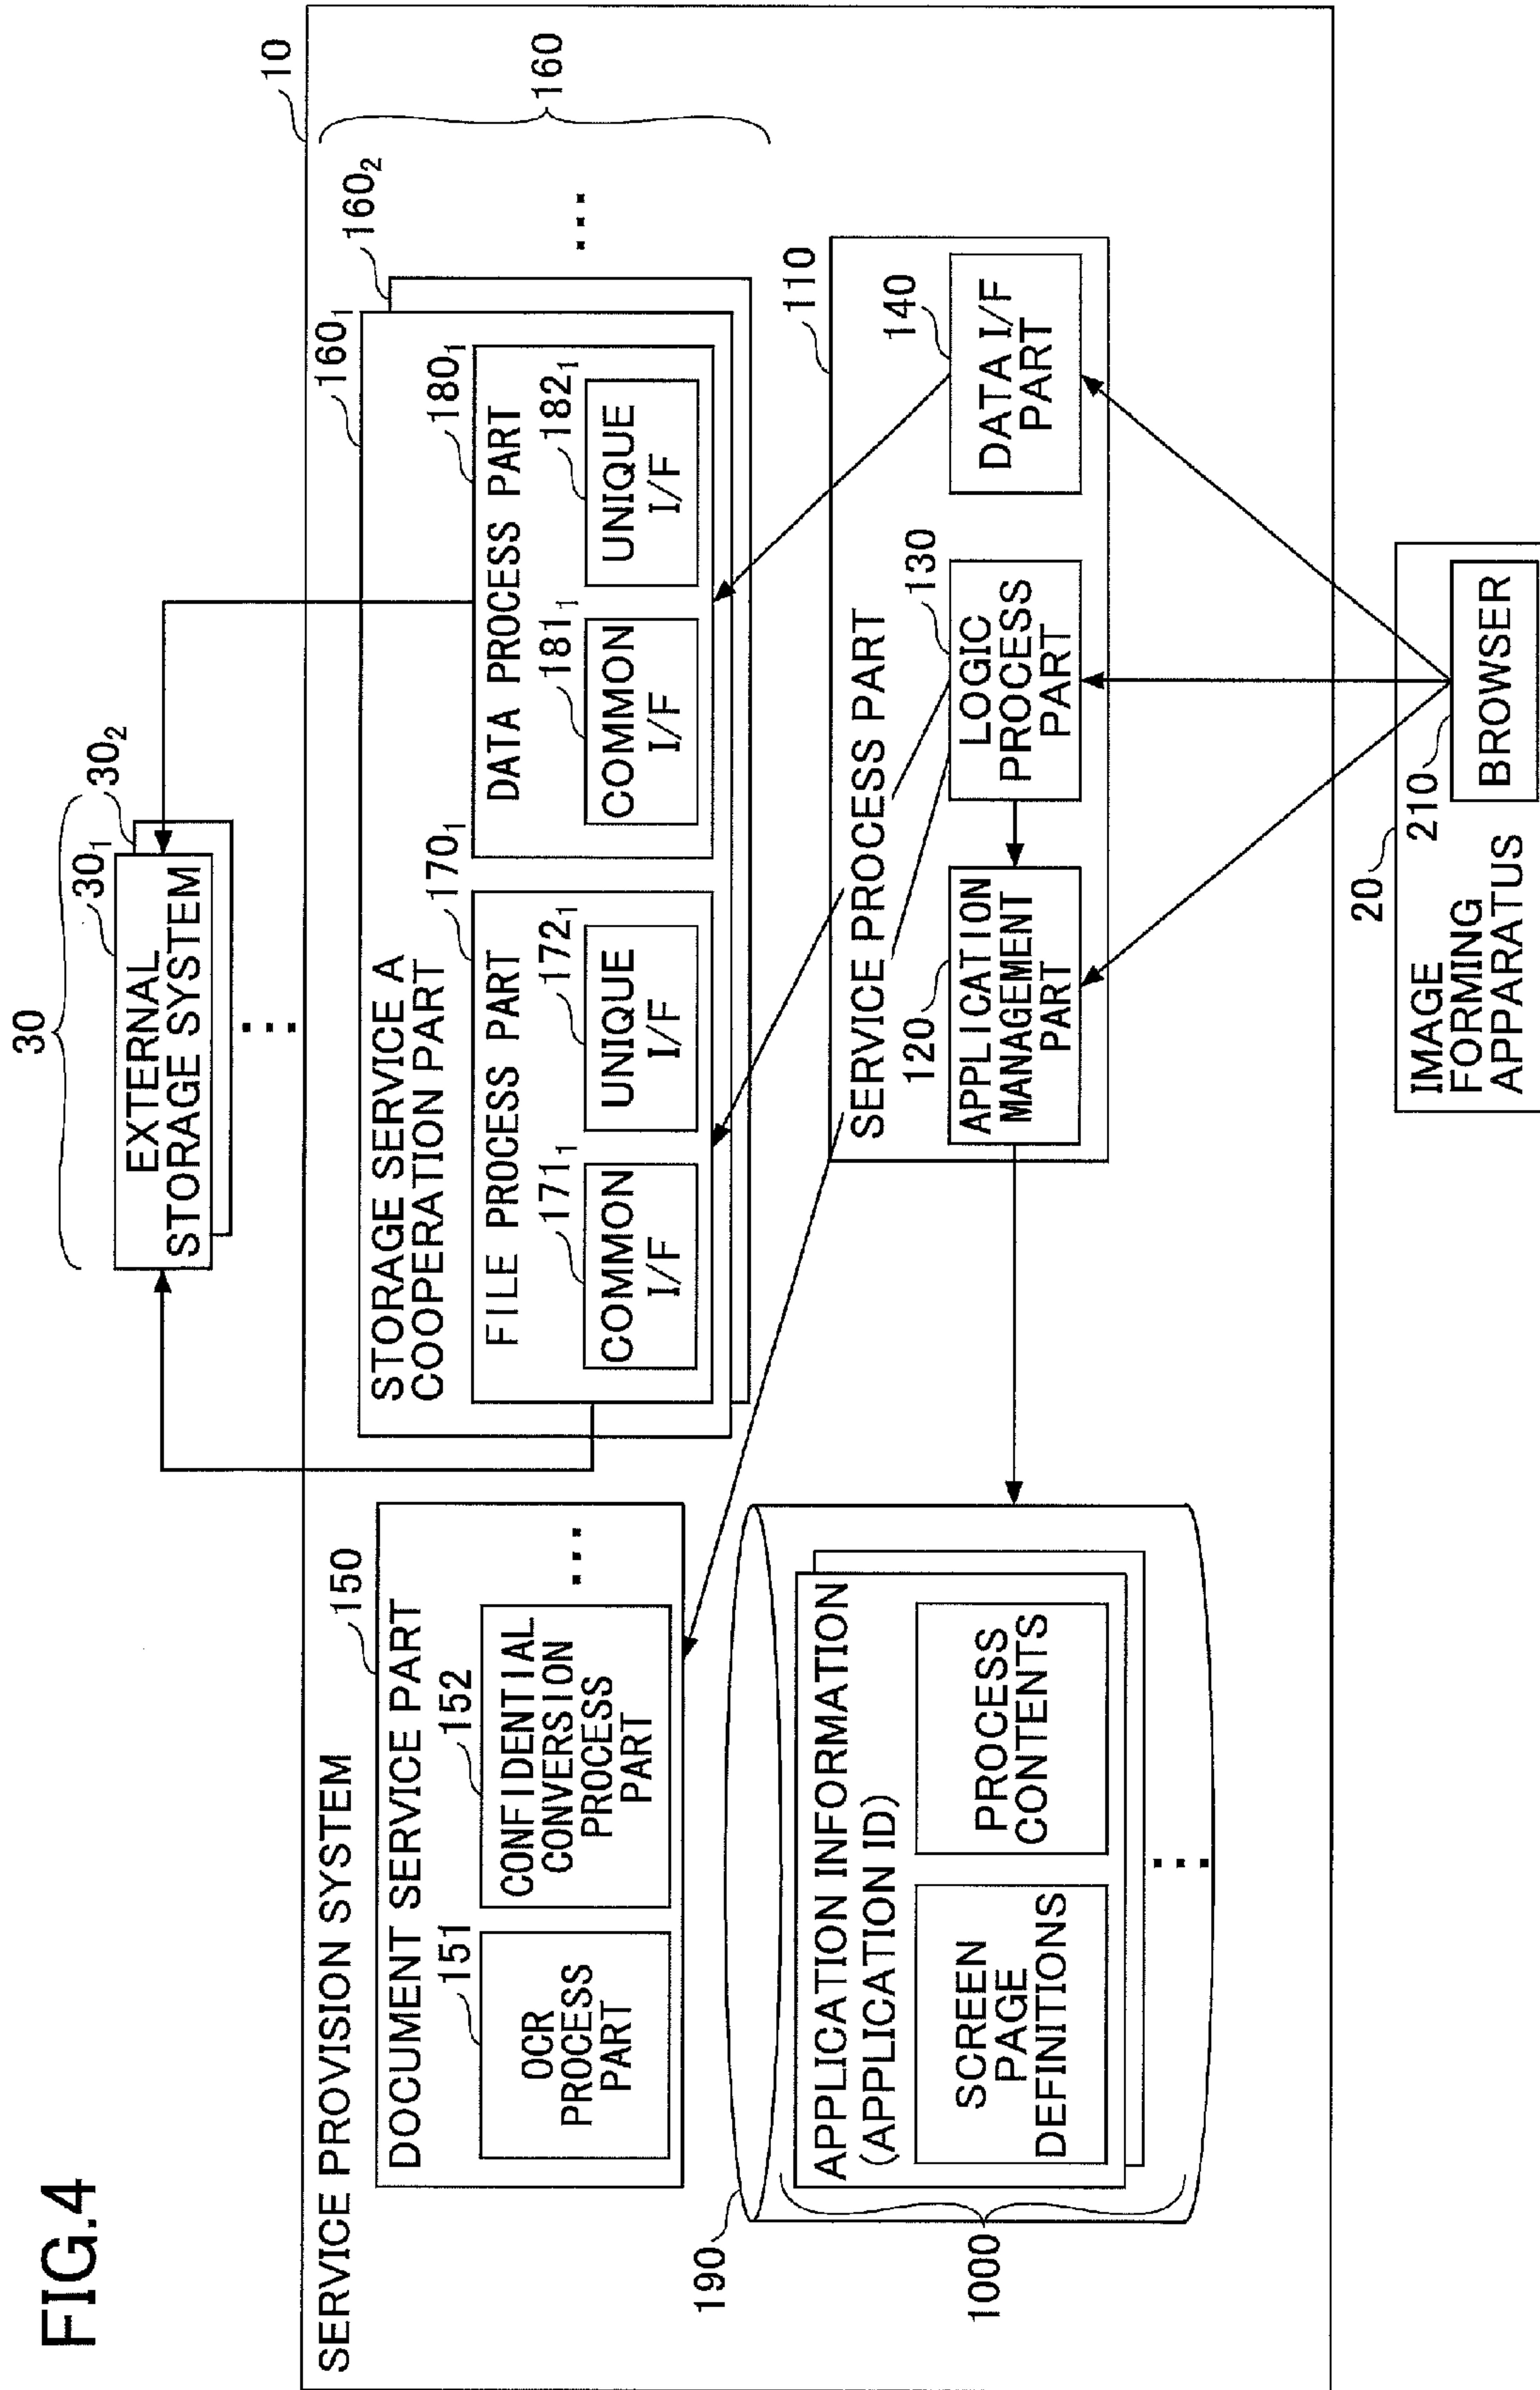 FIG.4
30
30₁
30₂
EXTERNAL
STORAGE SYSTEM
...
10
SERVICE PROVISION SYSTEM
150
DOCUMENT SERVICE PART
151
OCR
PROCESS
PART
152
CONFIDENTIAL
CONVERSION
PROCESS
PART
...
160₁
160₂
160
...
STORAGE SERVICE A
COOPERATION PART
170₁
FILE PROCESS PART
171₁
COMMON
I/F
172₁
UNIQUE
I/F
180₁
DATA PROCESS PART
181₁
COMMON
I/F
182₁
UNIQUE
I/F
190
1000
APPLICATION INFORMATION
(APPLICATION ID)
SCREEN
PAGE
DEFINITIONS
PROCESS
CONTENTS
...
110
SERVICE PROCESS PART
120
APPLICATION
MANAGEMENT
PART
130
LOGIC
PROCESS
PART
140
DATA I/F
PART
20
IMAGE
FORMING
APPARATUS
210
BROWSER